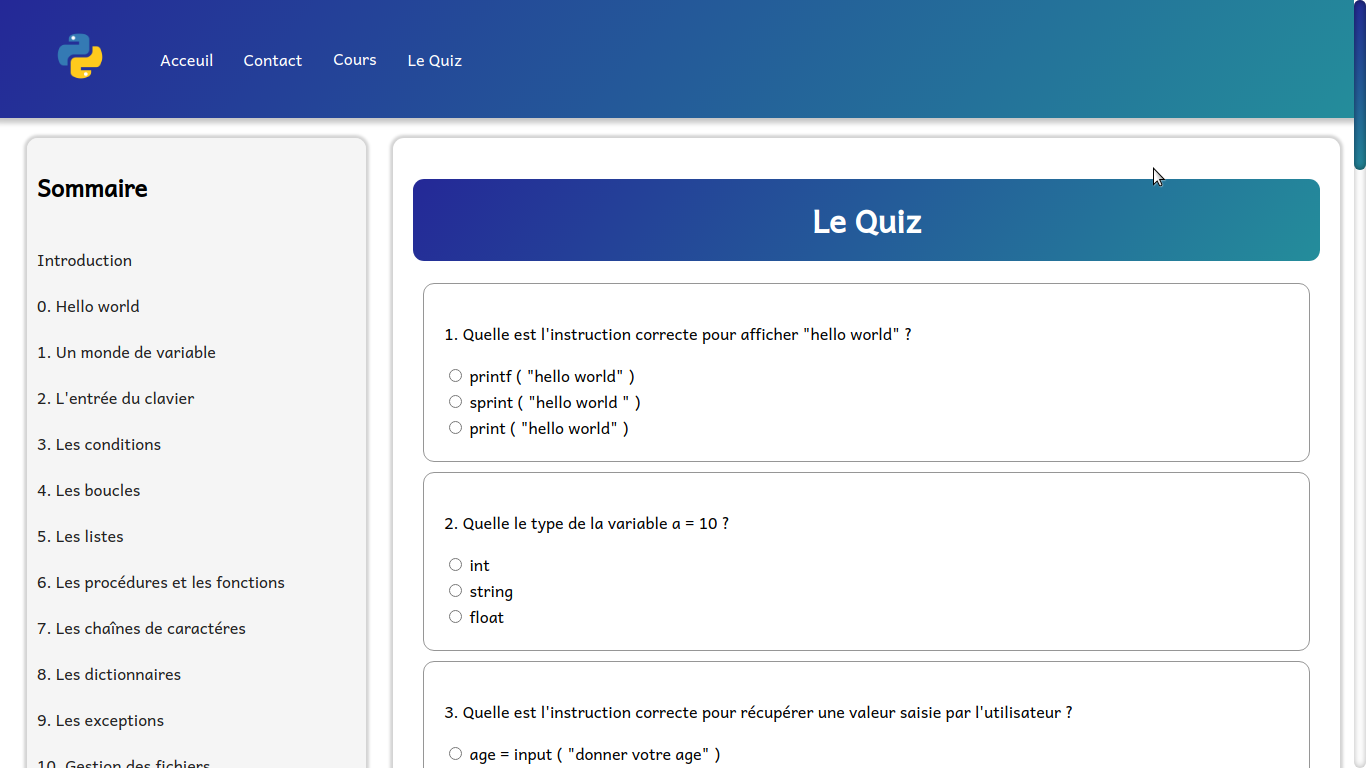 Acceuil
Contact
Cours
Le Quiz
Sommaire
Introduction
0. Hello world
1. Un monde de variable
2. L'entrée du clavier
3. Les conditions
4. Les boucles
5. Les listes
6. Les procédures et les fonctions
7. Les chaînes de caractéres
8. Les dictionnaires
9. Les exceptions
10. Gestion des fichiers
Le Quiz
1. Quelle est l'instruction correcte pour afficher "hello world" ?
printf ( "hello world" )
sprint ( "hello world " )
print ( "hello world" )
2. Quelle le type de la variable a = 10 ?
int
string
float
3. Quelle est l'instruction correcte pour récupérer une valeur saisie par l'utilisateur ?
age = input ( "donner votre age" )